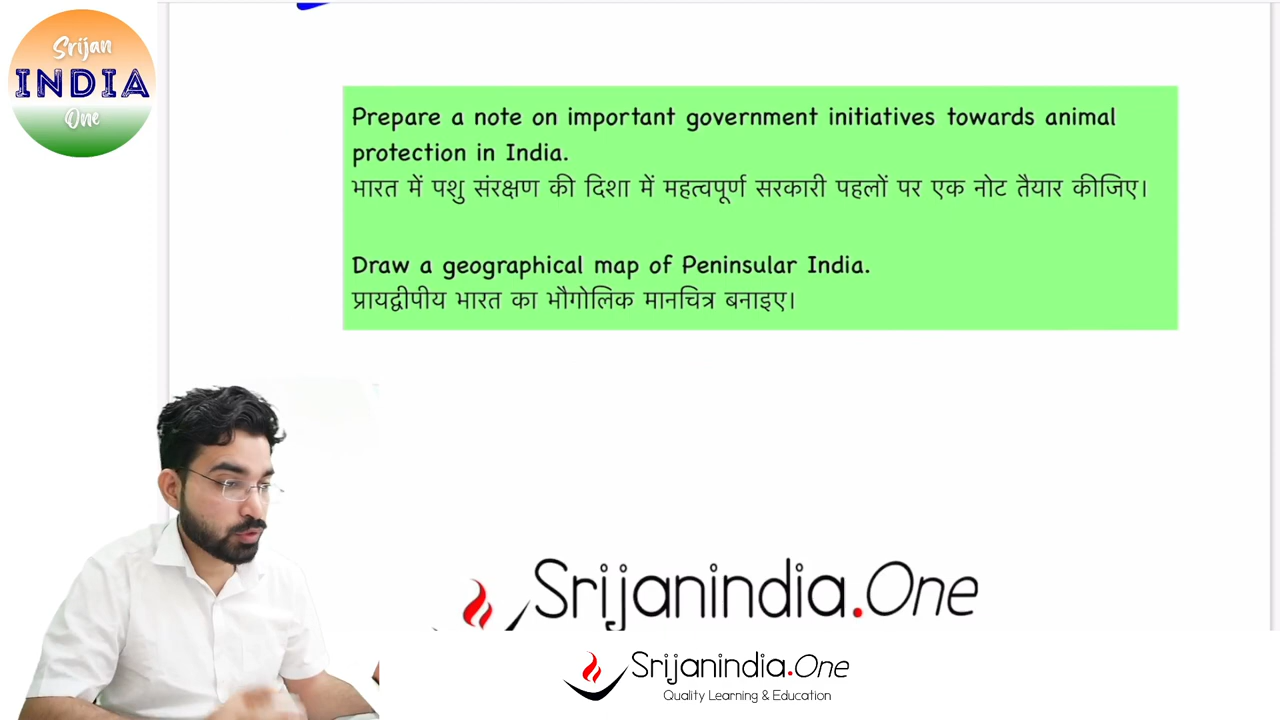 Srijan
INDIA
One
Prepare a note on important government initiatives towards animal
protection in India.
भारत में पशु संरक्षण की दिशा में महत्वपूर्ण सरकारी पहलों पर एक नोट तैयार कीजिए।
Draw a geographical map of Peninsular India.
प्रायद्वीपीय भारत का भौगोलिक मानचित्र बनाइए।
Srijanindia.One
Srijanindia.One
Quality Learning & Education